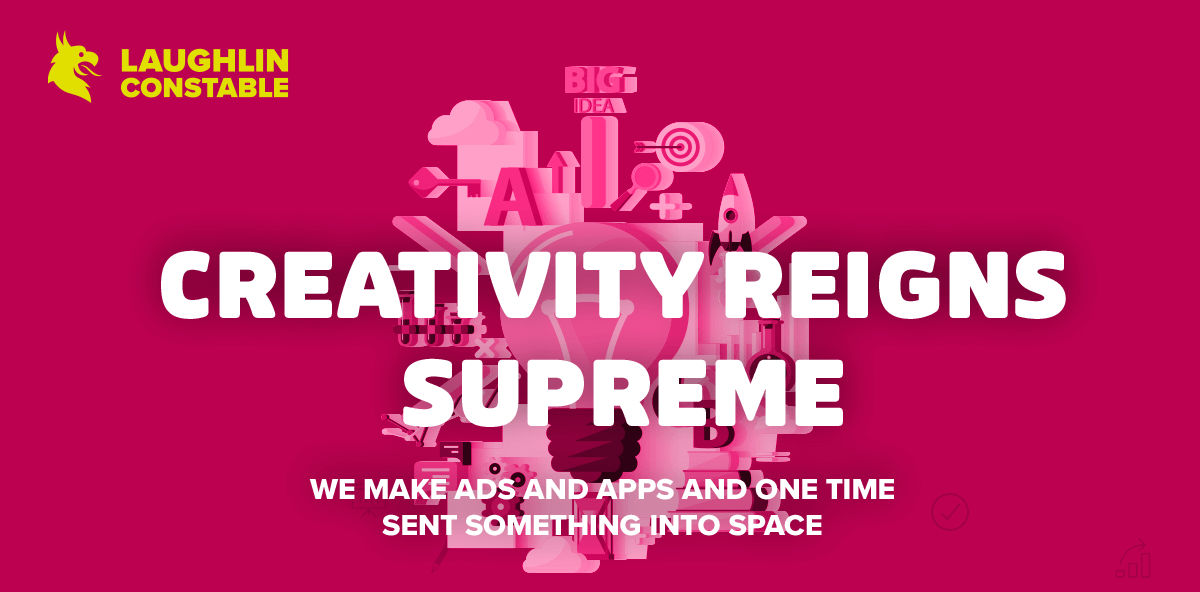 LAUGHLIN
CONSTABLE
BIG
IDEA
A
CREATIVITY REIGNS
SUPREME
B
WE MAKE ADS AND APPS AND ONE TIME
SENT SOMETHING INTO SPACE